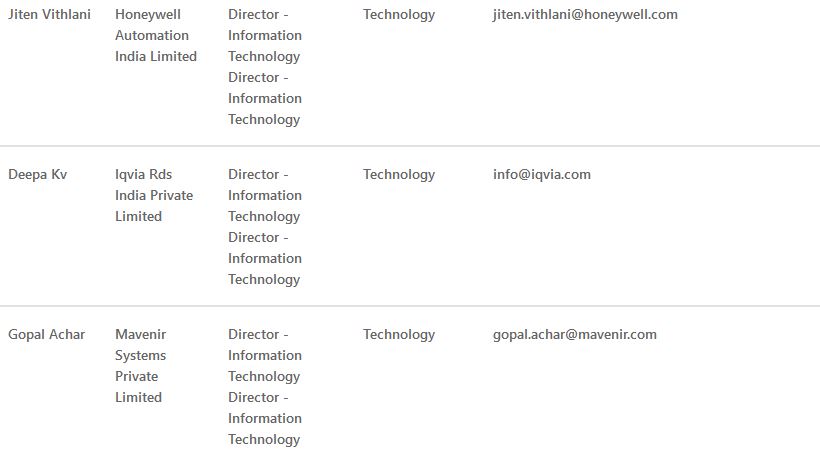 Jiten Vithlani Honeywell Director - Technology jiten.vithlani@honeywell.com
Automation Information
India Limited Technology
Director -
Information
Technology
Deepa Kv Iqvia Rds Director - Technology info@iqvia.com
India Private Information
Limited Technology
Director -
Information
Technology
Gopal Achar Mavenir Director - Technology gopal.achar@mavenir.com
Systems Information
Private Technology
Limited Director -
Information
Technology